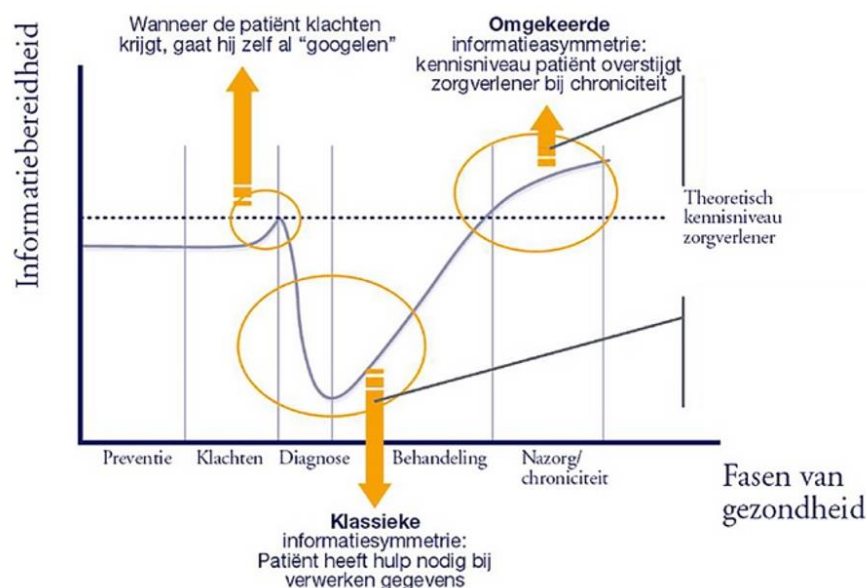 Wanneer de patiënt klachten
krijgt, gaat hij zelf al “googelen”
Omgekeerde
informatieasymmetrie:
kennisniveau patiënt overstijgt
zorgverlener bij chroniciteit
Informatiebereidheid
Theoretisch
kennisniveau
zorgverlener
Preventie
Klachten
Diagnose
Behandeling
Nazorg/
chroniciteit
Fasen van
gezondheid
Klassieke
informatiesymmetrie:
Patiënt heeft hulp nodig bij
verwerken gegevens